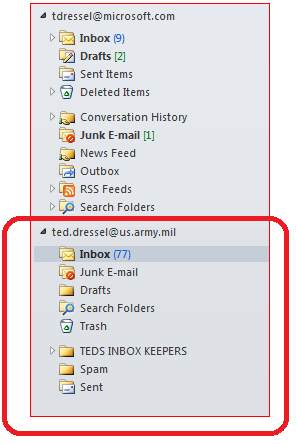 tdressel@microsoft.com
Inbox (9)
Drafts [2]
Sent Items
Deleted Items
Conversation History
Junk E-mail [1]
News Feed
Outbox
RSS Feeds
Search Folders
ted.dressel@us.army.mil
Inbox (77)
Junk E-mail
Drafts
Search Folders
Trash
TEDS INBOX KEEPERS
Spam
Sent